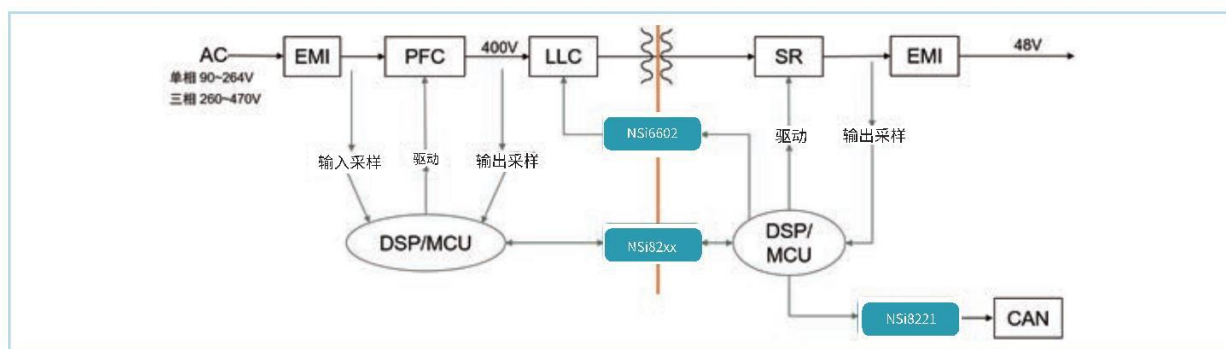 AC
单相 90~264V
三相 260~470V
EMI
PFC
400V
LLC
SR
EMI
48V
NSi6602
输入采样
驱动
输出采样
驱动
输出采样
DSP/MCU
NSi82xx
DSP/
MCU
NSi8221
CAN